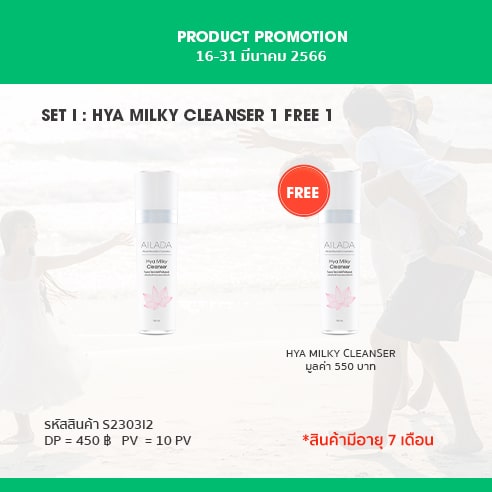 PRODUCT PROMOTION
16-31 มีนาคม 2566
SET I : HYA MILKY CLEANSER 1 FREE 1
FREE
AILADA
Hya Milky
Cleanser
AILADA
Hya Milky
Cleanser
HYA MILKY CLEANSER
มูลค่า 550 บาท
รหัสสินค้า S2303I2
DP = 450 ฿ PV = 10 PV
*สินค้ามีอายุ 7 เดือน